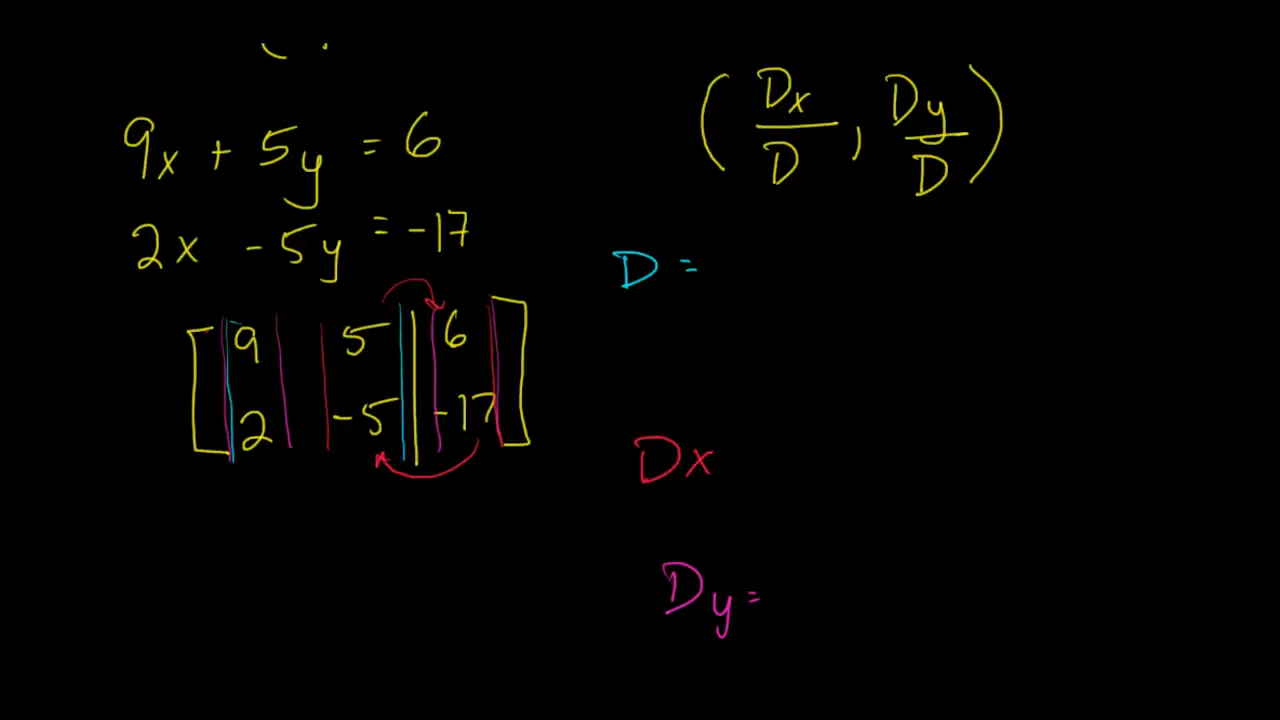 9x + 5y = 6
2x - 5y = -17
9 5 6
2 -5 -17
(Dx/D, Dy/D)
D =
Dx
Dy =